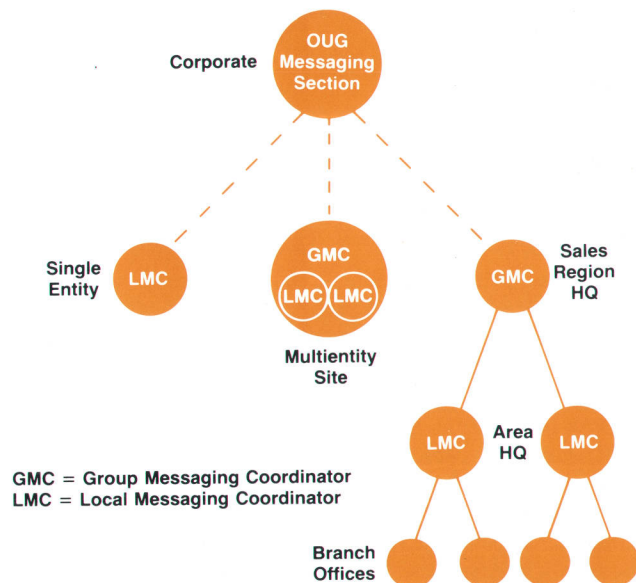 OUG
Messaging
Section
Corporate
Single
Entity
LMC
GMC
LMC LMC
Multientity
Site
GMC
Sales
Region
HQ
LMC
Area
HQ
LMC
GMC = Group Messaging Coordinator
LMC = Local Messaging Coordinator
Branch
Offices